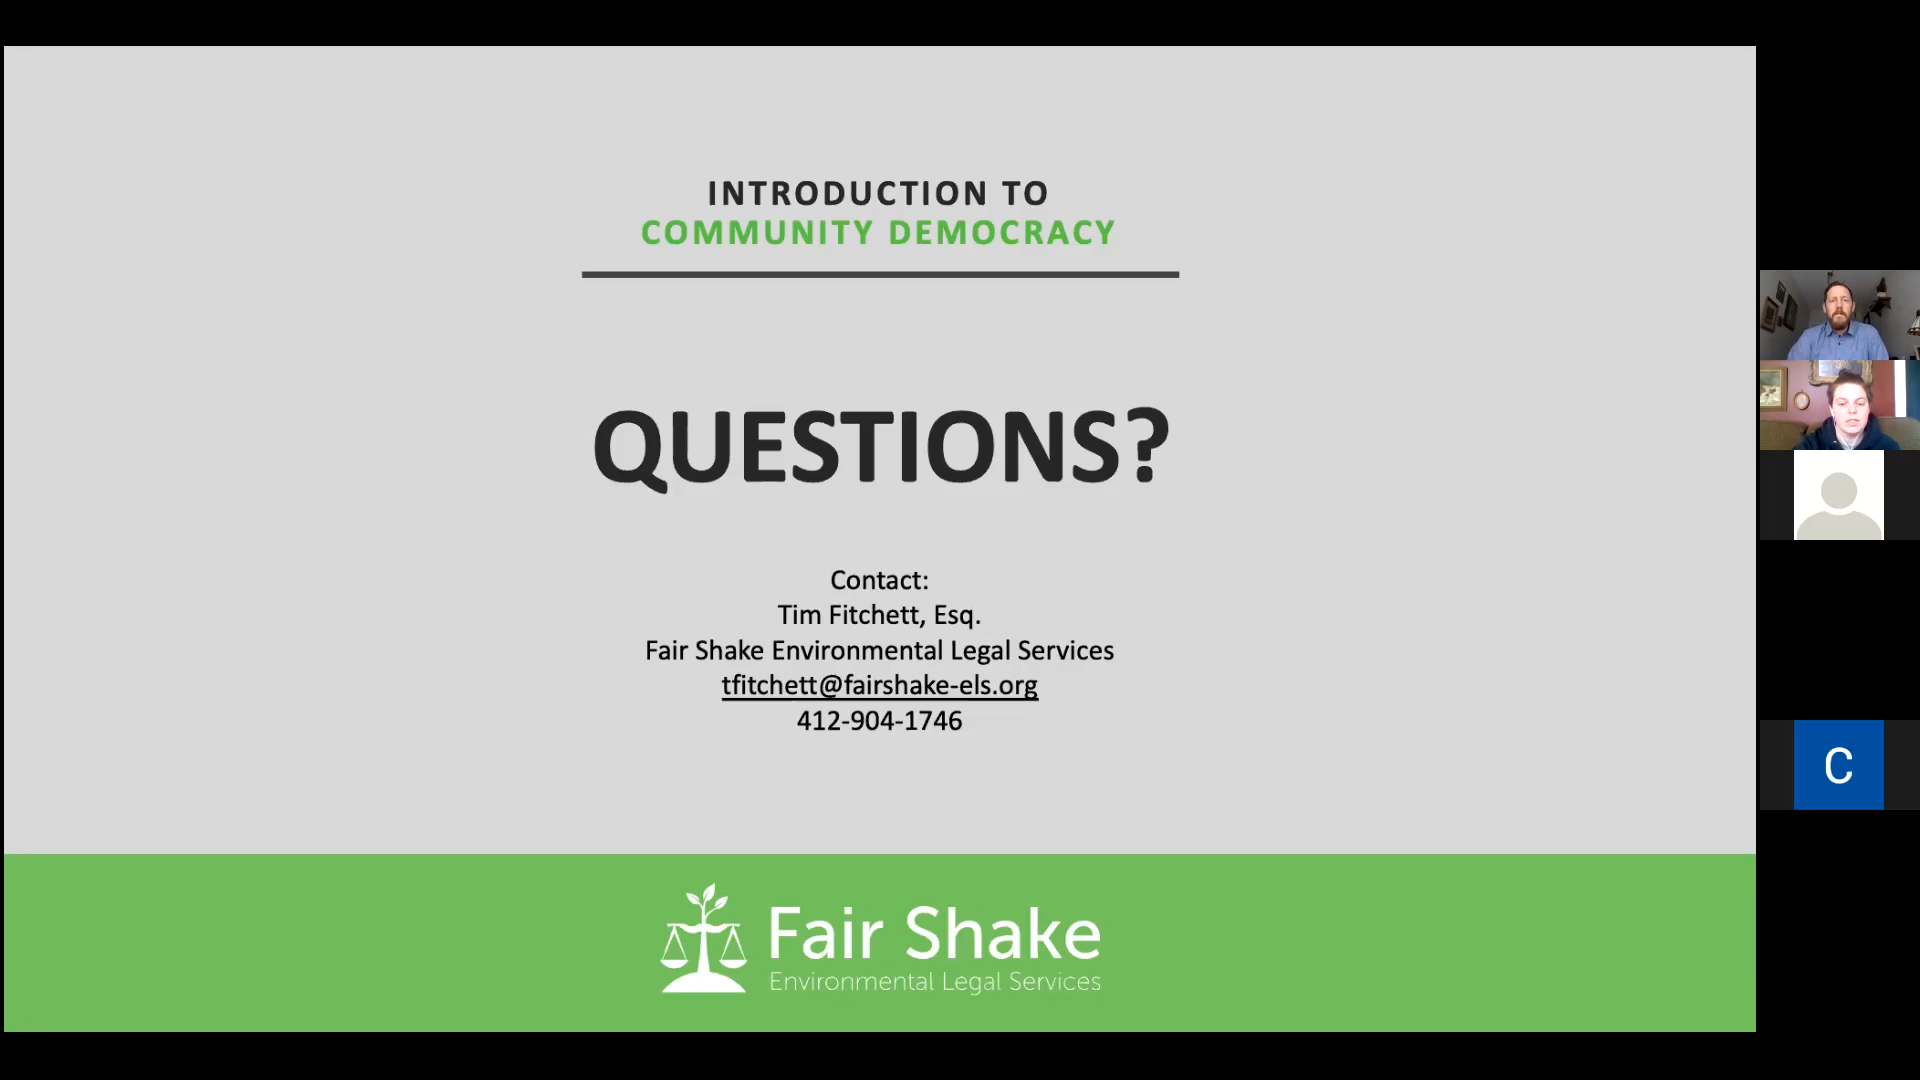 INTRODUCTION TO
COMMUNITY DEMOCRACY
QUESTIONS?
Contact:
Tim Fitchett, Esq.
Fair Shake Environmental Legal Services
tfitchett@fairshake-els.org
412-904-1746
C
Fair Shake
Environmental Legal Services